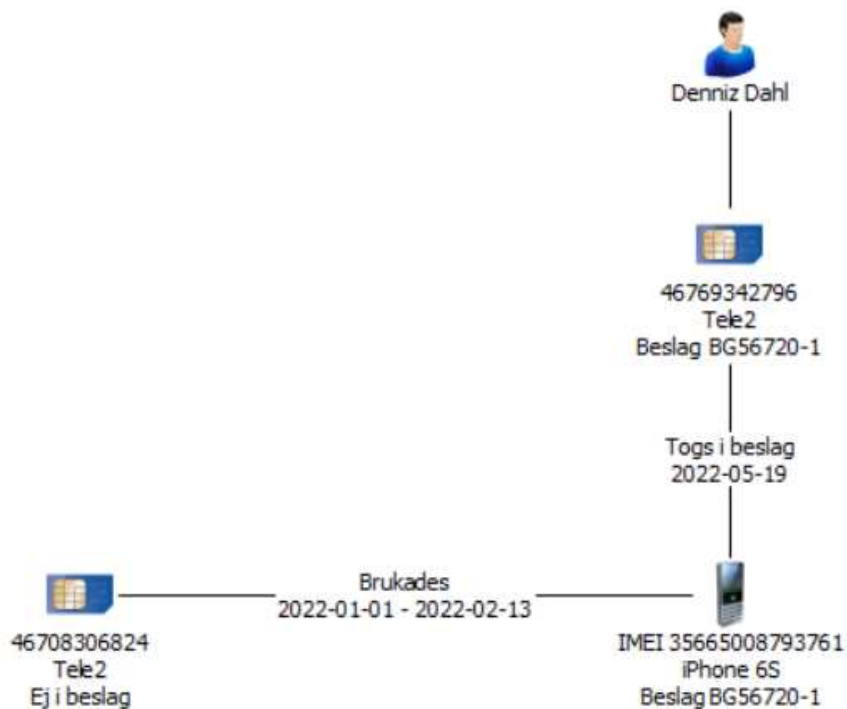 Denniz Dahl
46769342796
Tele2
Beslag BG56720-1
Togs i beslag
2022-05-19
Brukades
2022-01-01 - 2022-02-13
46708306824
Tele2
Ej i beslag
IMEI 35665008793761
iPhone 6S
Beslag BG56720-1